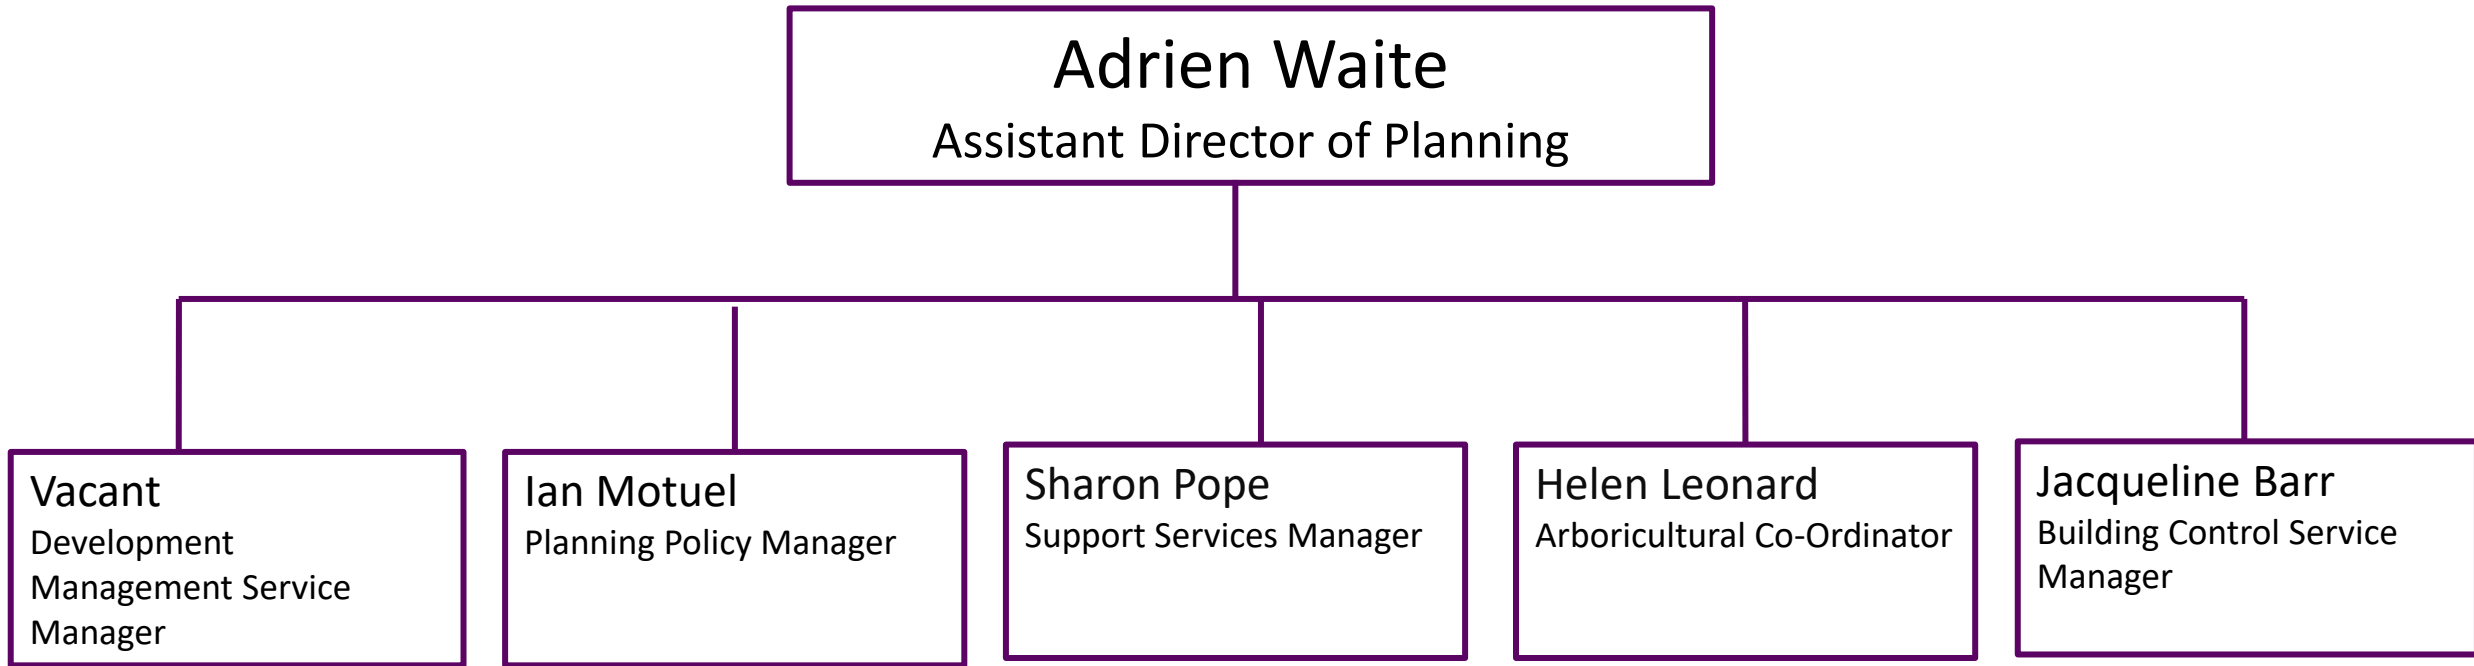 Adrien Waite
Assistant Director of Planning
Vacant
Development
Management Service
Manager
Ian Motuel
Planning Policy Manager
Sharon Pope
Support Services Manager
Helen Leonard
Arboricultural Co-Ordinator
Jacqueline Barr
Building Control Service
Manager